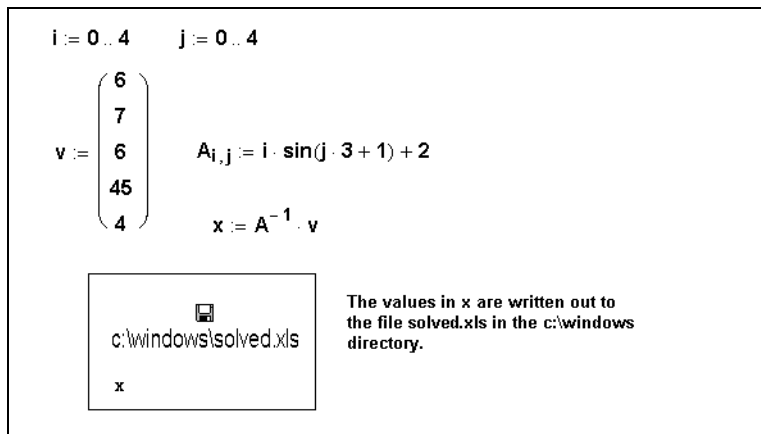 i := 0 .. 4     j := 0 .. 4
v := ( 6 7 6 45 4 )
A i , j := i · sin(j · 3 + 1) + 2
x := A^-1 · v
c:\windows\solved.xls
x
The values in x are written out to
the file solved.xls in the c:\windows
directory.